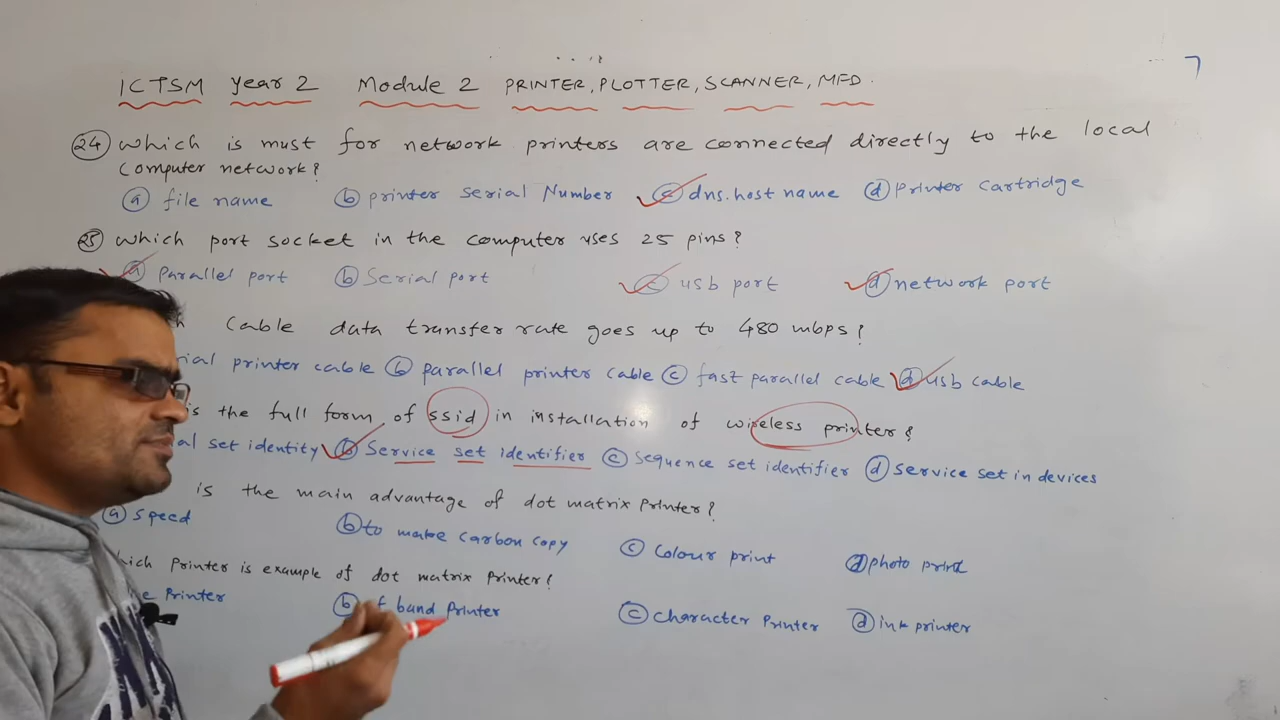 7
ICTSM Year 2 Module 2 PRINTER, PLOTTER, SCANNER, MFD.
24 which is must for network printers are connected directly to the local
Computer network?
a file name b printer serial Number c dns.host name d printer cartridge
25 which port socket in the computer uses 25 pins?
a parallel port b Serial port c usb port d network port
cable data transfer rate goes up to 480 mbps?
printer cable b parallel printer cable c fast parallel cable d usb cable
is the full form of ssid in installation of wireless printer?
set identity b Service set identifier c sequence set identifier d service set in devices
is the main advantage of dot matrix Printer?
a speed b to make carbon copy c colour print d photo print
Printer is example of dot matrix Printer?
Printer b band Printer c character Printer d ink printer